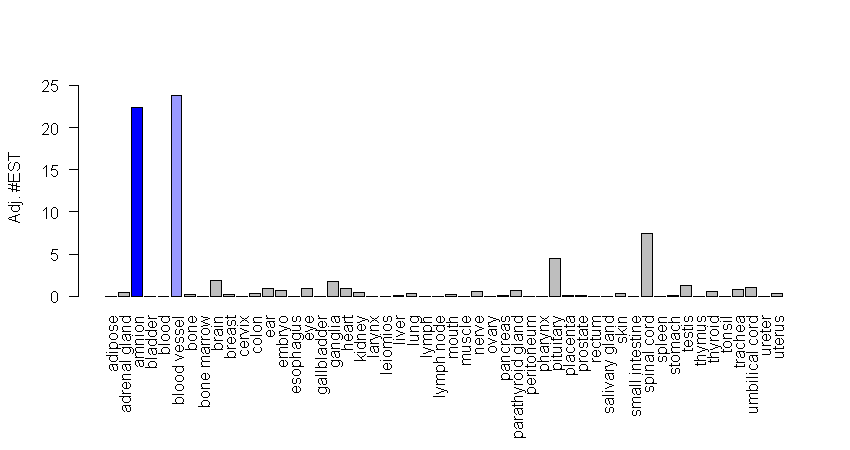 Adj. #EST
25
20
15
10
5
0
adipose
adrenal gland
amnion
bladder
blood
blood vessel
bone
bone marrow
brain
breast
cervix
colon
ear
embryo
esophagus
eye
gallbladder
ganglia
heart
kidney
larynx
leiomios
liver
lung
lymph
lymph node
mouth
muscle
nerve
ovary
pancreas
parathyroid gland
peritoneum
pharynx
pituitary
placenta
prostate
rectum
salivary gland
skin
small intestine
spinal cord
spleen
stomach
testis
thymus
thyroid
tonsil
trachea
umbilical cord
ureter
uterus